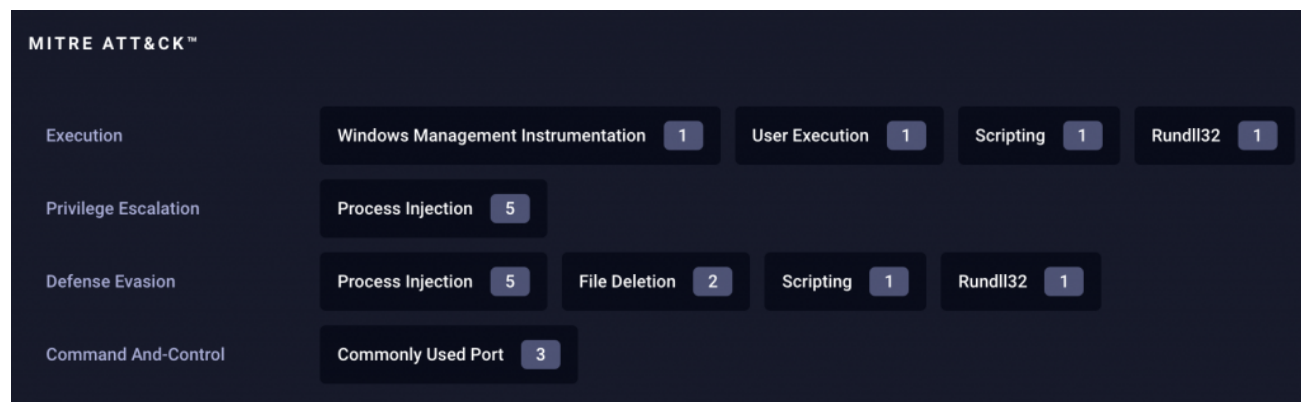 MITRE ATT&CK™
Execution Windows Management Instrumentation 1 User Execution 1 Scripting 1 Rundll32 1
Privilege Escalation Process Injection 5
Defense Evasion Process Injection 5 File Deletion 2 Scripting 1 Rundll32 1
Command And-Control Commonly Used Port 3